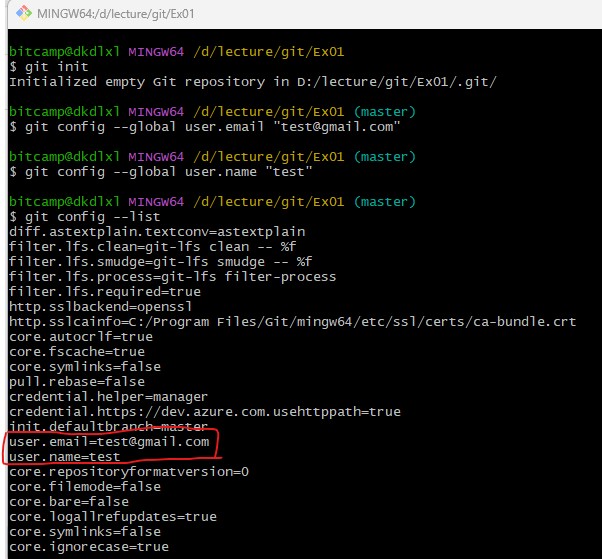 MINGW64:/d/lecture/git/Ex01
bitcamp@dkdlxl MINGW64 /d/lecture/git/Ex01
$ git init
Initialized empty Git repository in D:/lecture/git/Ex01/.git/
bitcamp@dkdlxl MINGW64 /d/lecture/git/Ex01 (master)
$ git config --global user.email "test@gmail.com"
bitcamp@dkdlxl MINGW64 /d/lecture/git/Ex01 (master)
$ git config --global user.name "test"
bitcamp@dkdlxl MINGW64 /d/lecture/git/Ex01 (master)
$ git config --list
diff.astextplain.textconv=astextplain
filter.lfs.clean=git-lfs clean -- %f
filter.lfs.smudge=git-lfs smudge -- %f
filter.lfs.process=git-lfs filter-process
filter.lfs.required=true
http.sslbackend=openssl
http.sslcainfo=C:/Program Files/Git/mingw64/etc/ssl/certs/ca-bundle.crt
core.autocrlf=true
core.fscache=true
core.symlinks=false
pull.rebase=false
credential.helper=manager
credential.https://dev.azure.com.usehttppath=true
init.defaultbranch=master
user.email=test@gmail.com
user.name=test
core.repositoryformatversion=0
core.filemode=false
core.bare=false
core.logallrefupdates=true
core.symlinks=false
core.ignorecase=true